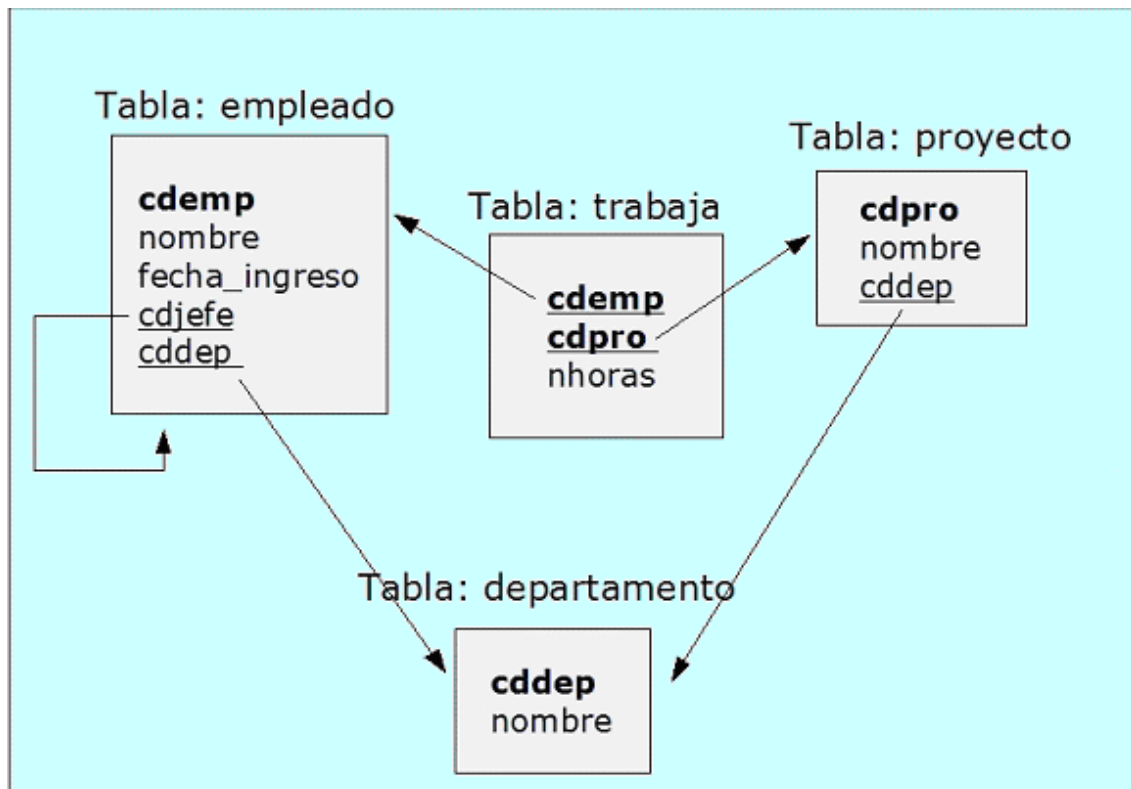 Tabla: empleado
cdemp
nombre
fecha_ingreso
cdjefe
cddep
Tabla: trabaja
cdemp
cdpro
nhoras
Tabla: proyecto
cdpro
nombre
cddep
Tabla: departamento
cddep
nombre